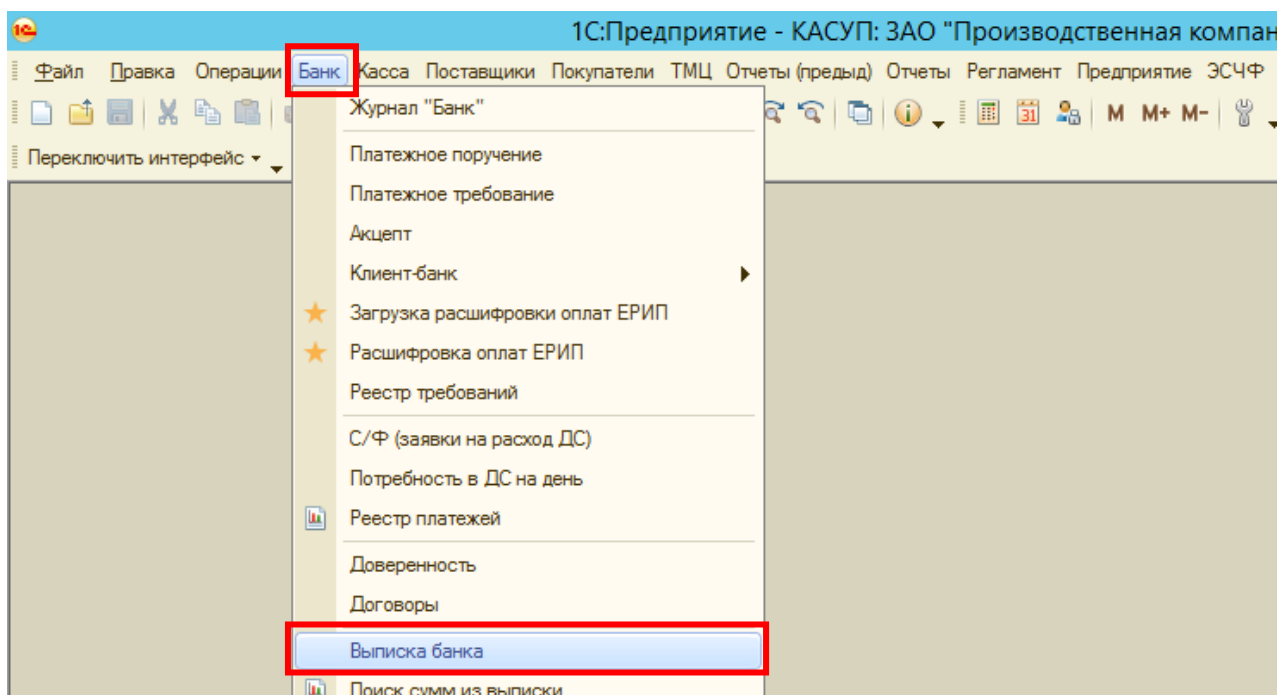 1С:Предприятие - КАСУП: ЗАО "Производственная компан
Файл Правка Операции Банк Касса Поставщики Покупатели ТМЦ Отчеты (предыд) Отчеты Регламент Предприятие ЭСЧФ
Журнал "Банк"
31 M M+ M-
Переключить интерфейс
Платежное поручение
Платежное требование
Акцепт
Клиент-банк
Загрузка расшифровки оплат ЕРИП
Расшифровка оплат ЕРИП
Реестр требований
С/Ф (заявки на расход ДС)
Потребность в ДС на день
Реестр платежей
Доверенность
Договоры
Выписка банка
Поиск сумм из выписки